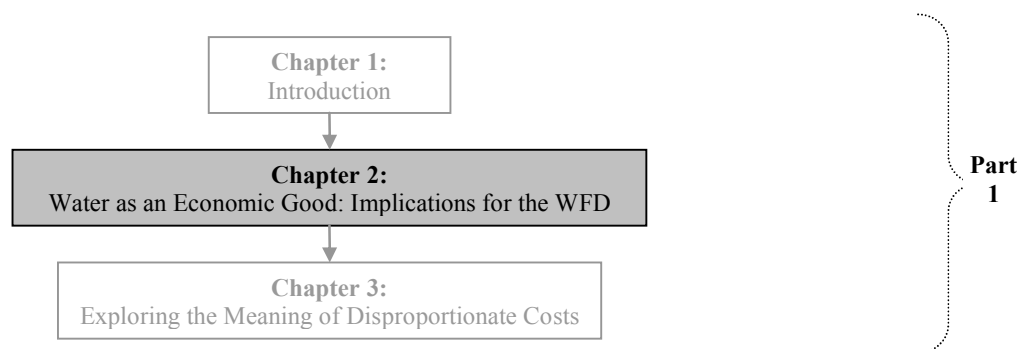 Chapter 1:
Introduction
Chapter 2:
Water as an Economic Good: Implications for the WFD
Chapter 3:
Exploring the Meaning of Disproportionate Costs
Part
1